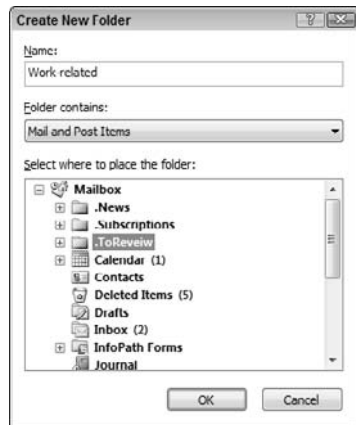 Create New Folder
Name:
Work related
Folder contains:
Mail and Post Items
Select where to place the folder:
Mailbox
.News
.Subscriptions
.ToReveiw
Calendar (1)
Contacts
Deleted Items (5)
Drafts
Inbox (2)
InfoPath Forms
Journal
OK Cancel